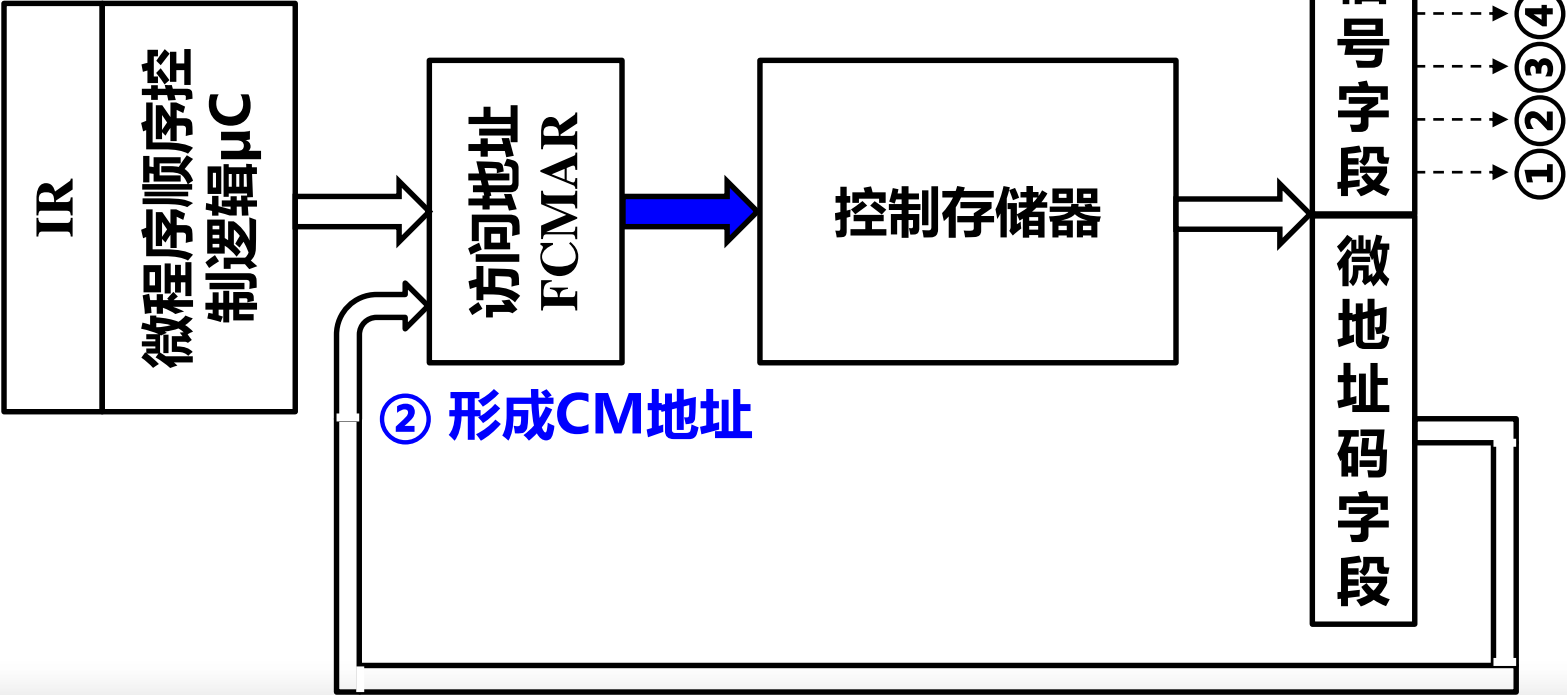 IR
微程序顺序控
制逻辑μC
访问地址
FCMAR
控制存储器
号字段
微地址码字段
④
③
②
①
② 形成CM地址